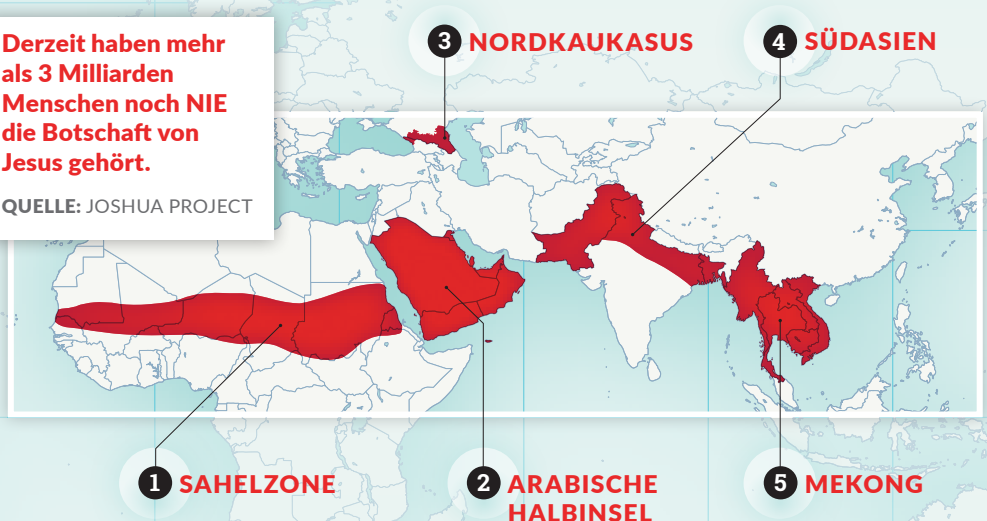 Derzeit haben mehr
als 3 Milliarden
Menschen noch NIE
die Botschaft von
Jesus gehört.
QUELLE: JOSHUA PROJECT
3 NORDKAUKASUS
4 SÜDASIEN
1 SAHELZONE
2 ARABISCHE
HALBINSEL
5 MEKONG